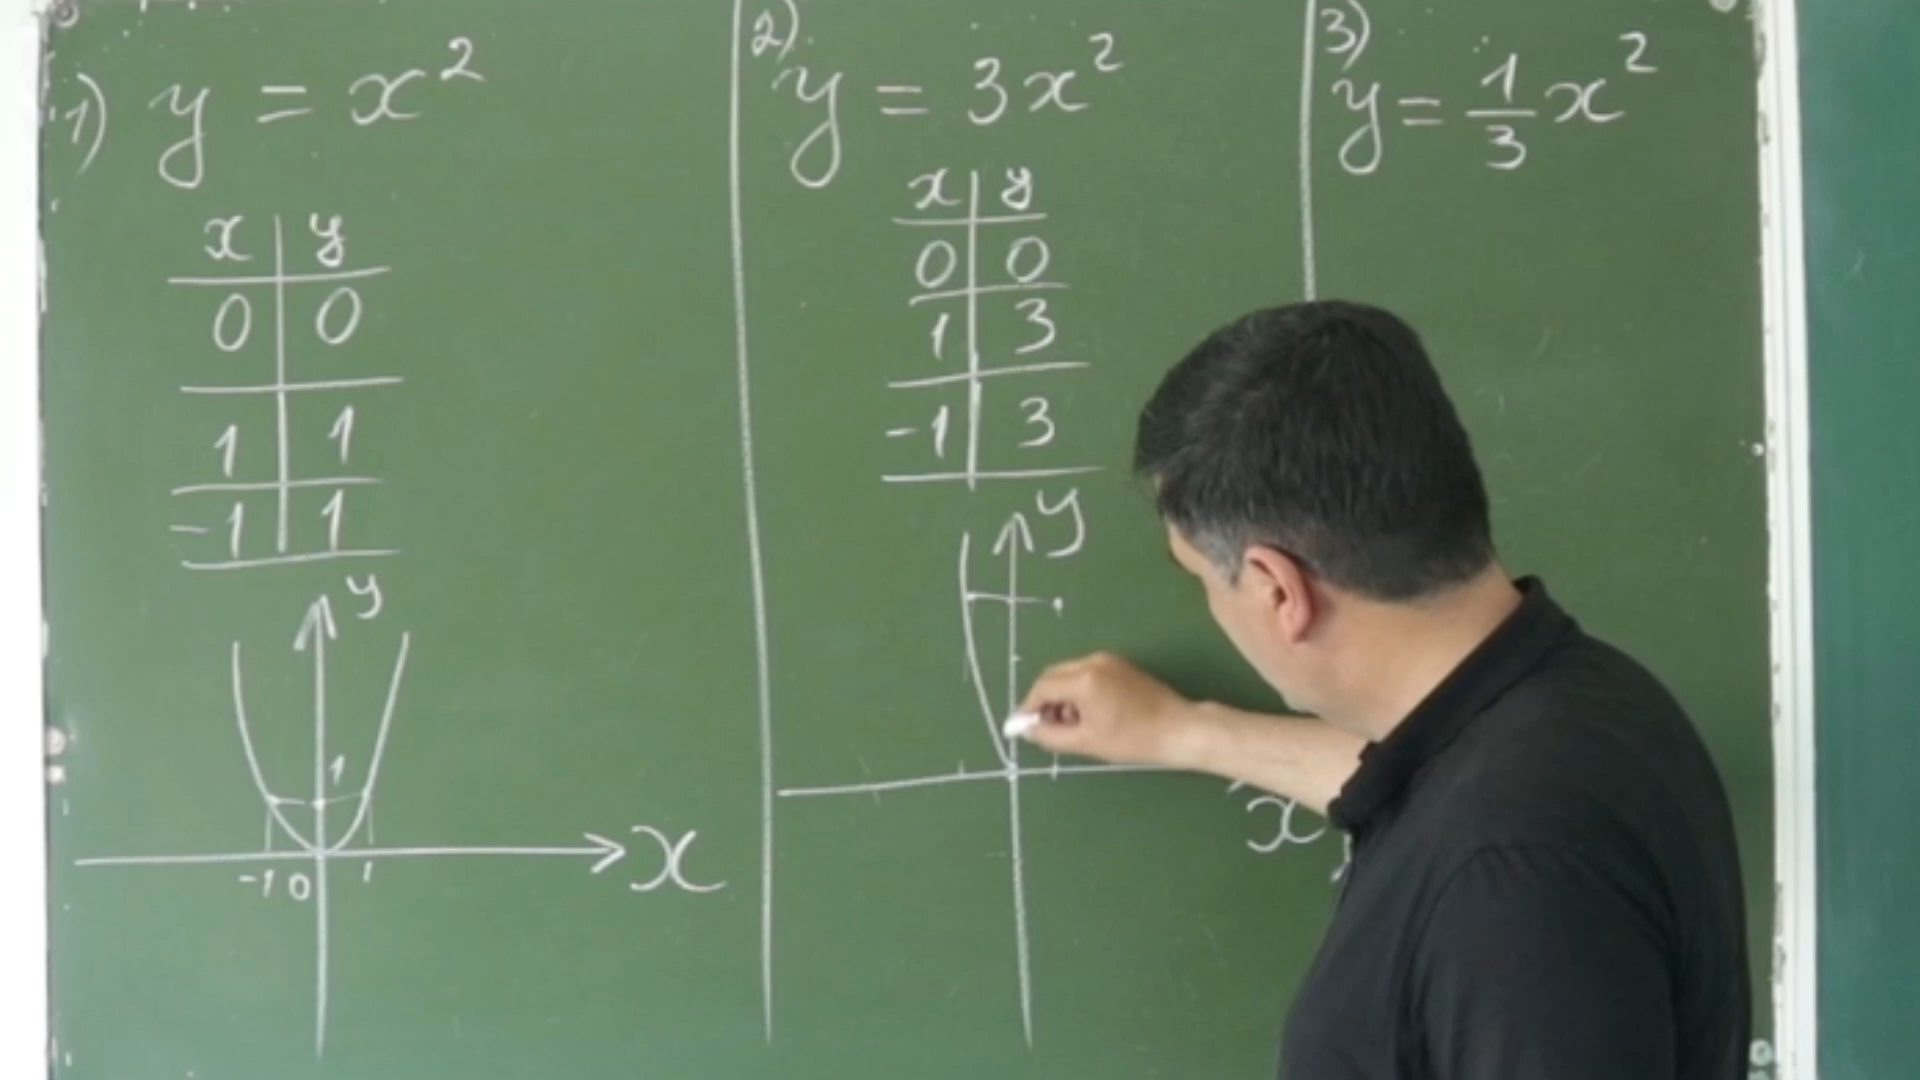 1) y = x²
x y
0 0
1 1
-1 1
y
1
-1 0 1
x
2)
y = 3x²
x y
0 0
1 3
-1 3
y
x
3)
y = 1/3 x²